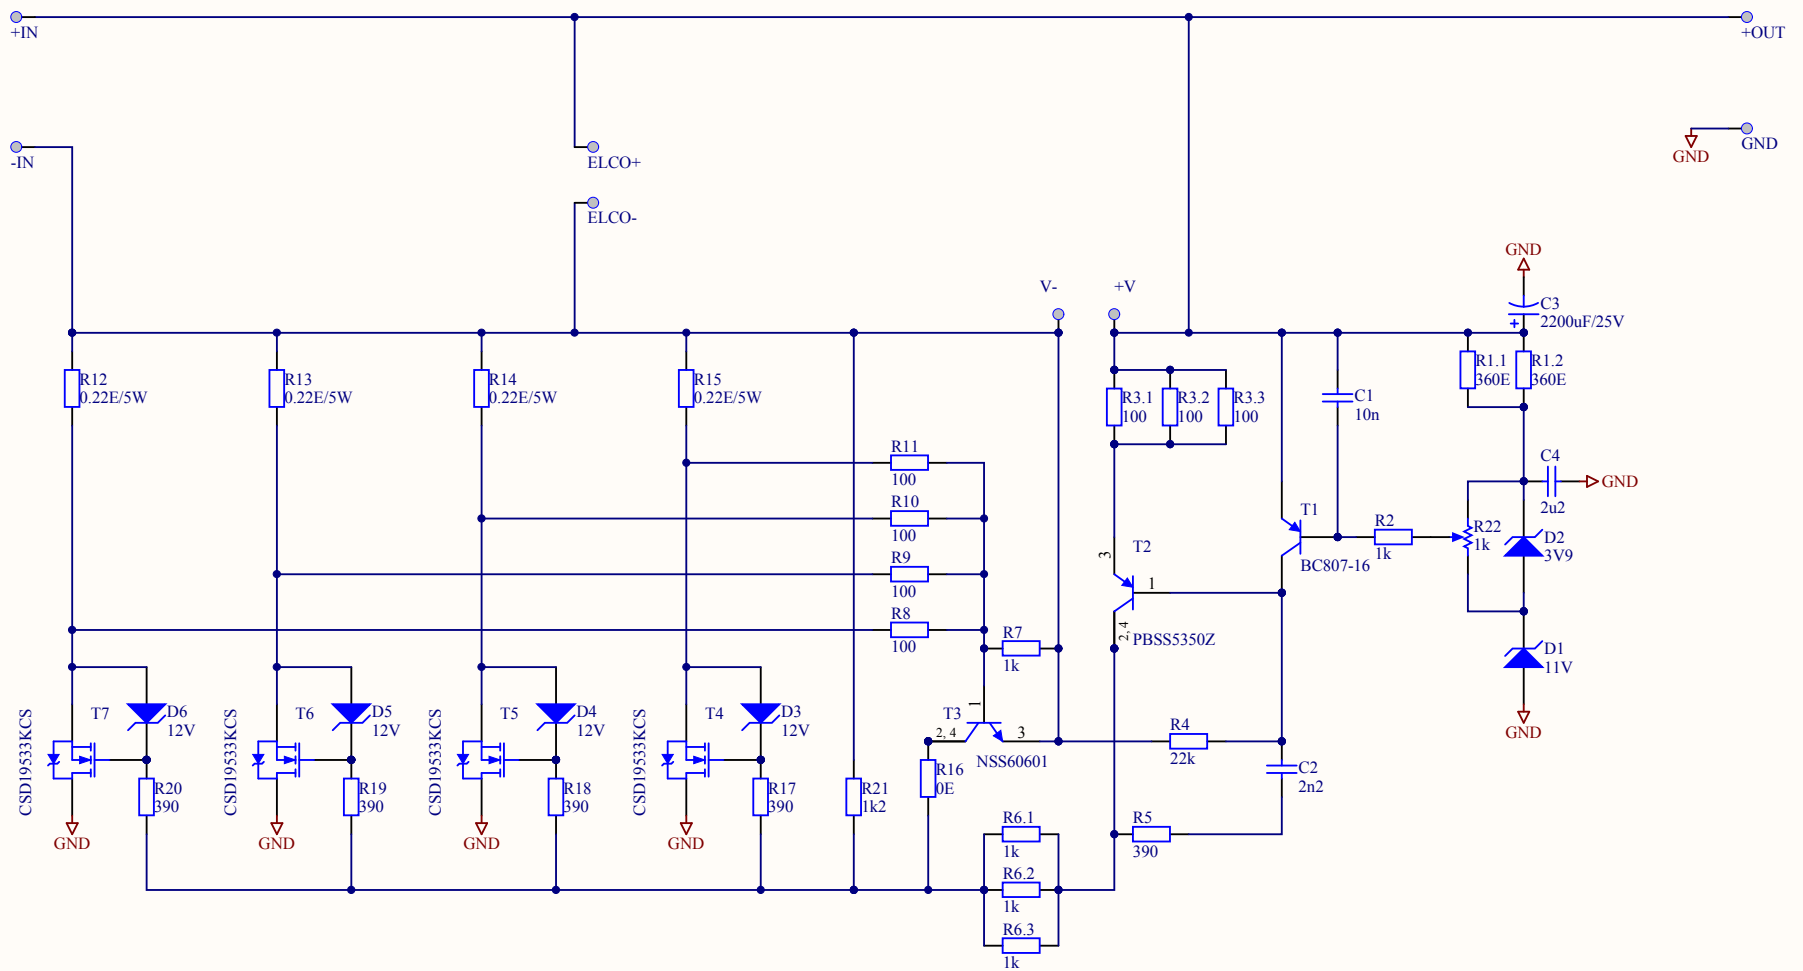 +IN
+OUT
-IN
ELCO+
GND
GND
ELCO-
GND
V-
+V
C3
2200uF/25V
+
R12
0.22E/5W
R13
0.22E/5W
R14
0.22E/5W
R15
0.22E/5W
R3.1
100
R3.2
100
R3.3
100
C1
10n
R1.1
360E
R1.2
360E
R11
100
R10
100
R9
100
R8
100
R7
1k
C4
2u2
GND
T1
BC807-16
R2
1k
R22
1k
D2
3V9
T2
3
1
2, 4
PBSS5350Z
D1
11V
GND
CSD19533KCS
T7
D6
12V
CSD19533KCS
T6
D5
12V
CSD19533KCS
T5
D4
12V
CSD19533KCS
T4
D3
12V
T3
1
2, 4
3
NSS60601
R4
22k
R20
390
R19
390
R18
390
R17
390
R21
1k2
R16
0E
C2
2n2
GND
GND
GND
GND
R6.1
1k
R5
390
R6.2
1k
R6.3
1k